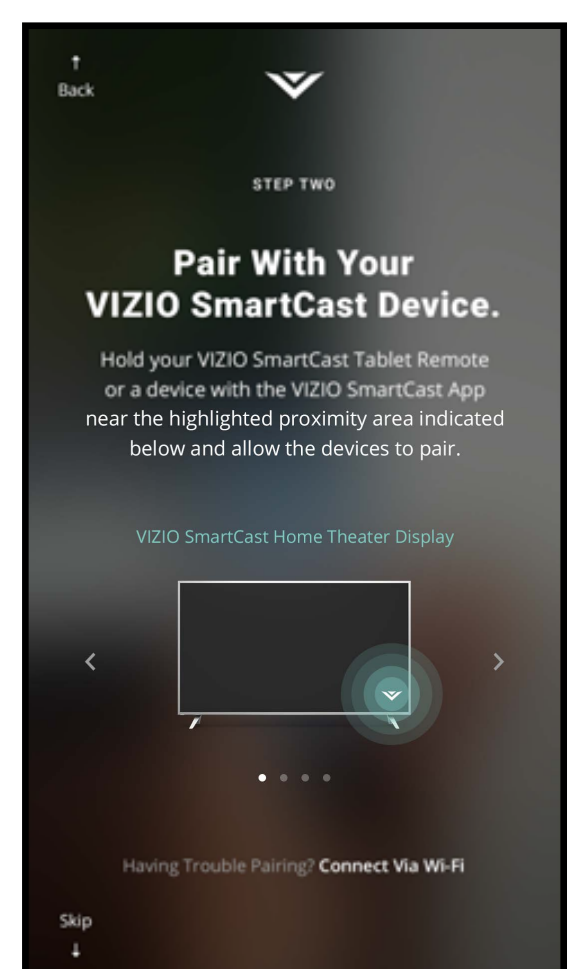 ↑
Back
STEP TWO
Pair With Your
VIZIO SmartCast Device.
Hold your VIZIO SmartCast Tablet Remote
or a device with the VIZIO SmartCast App
near the highlighted proximity area indicated
below and allow the devices to pair.
VIZIO SmartCast Home Theater Display
Having Trouble Pairing? Connect Via Wi-Fi
Skip
↓